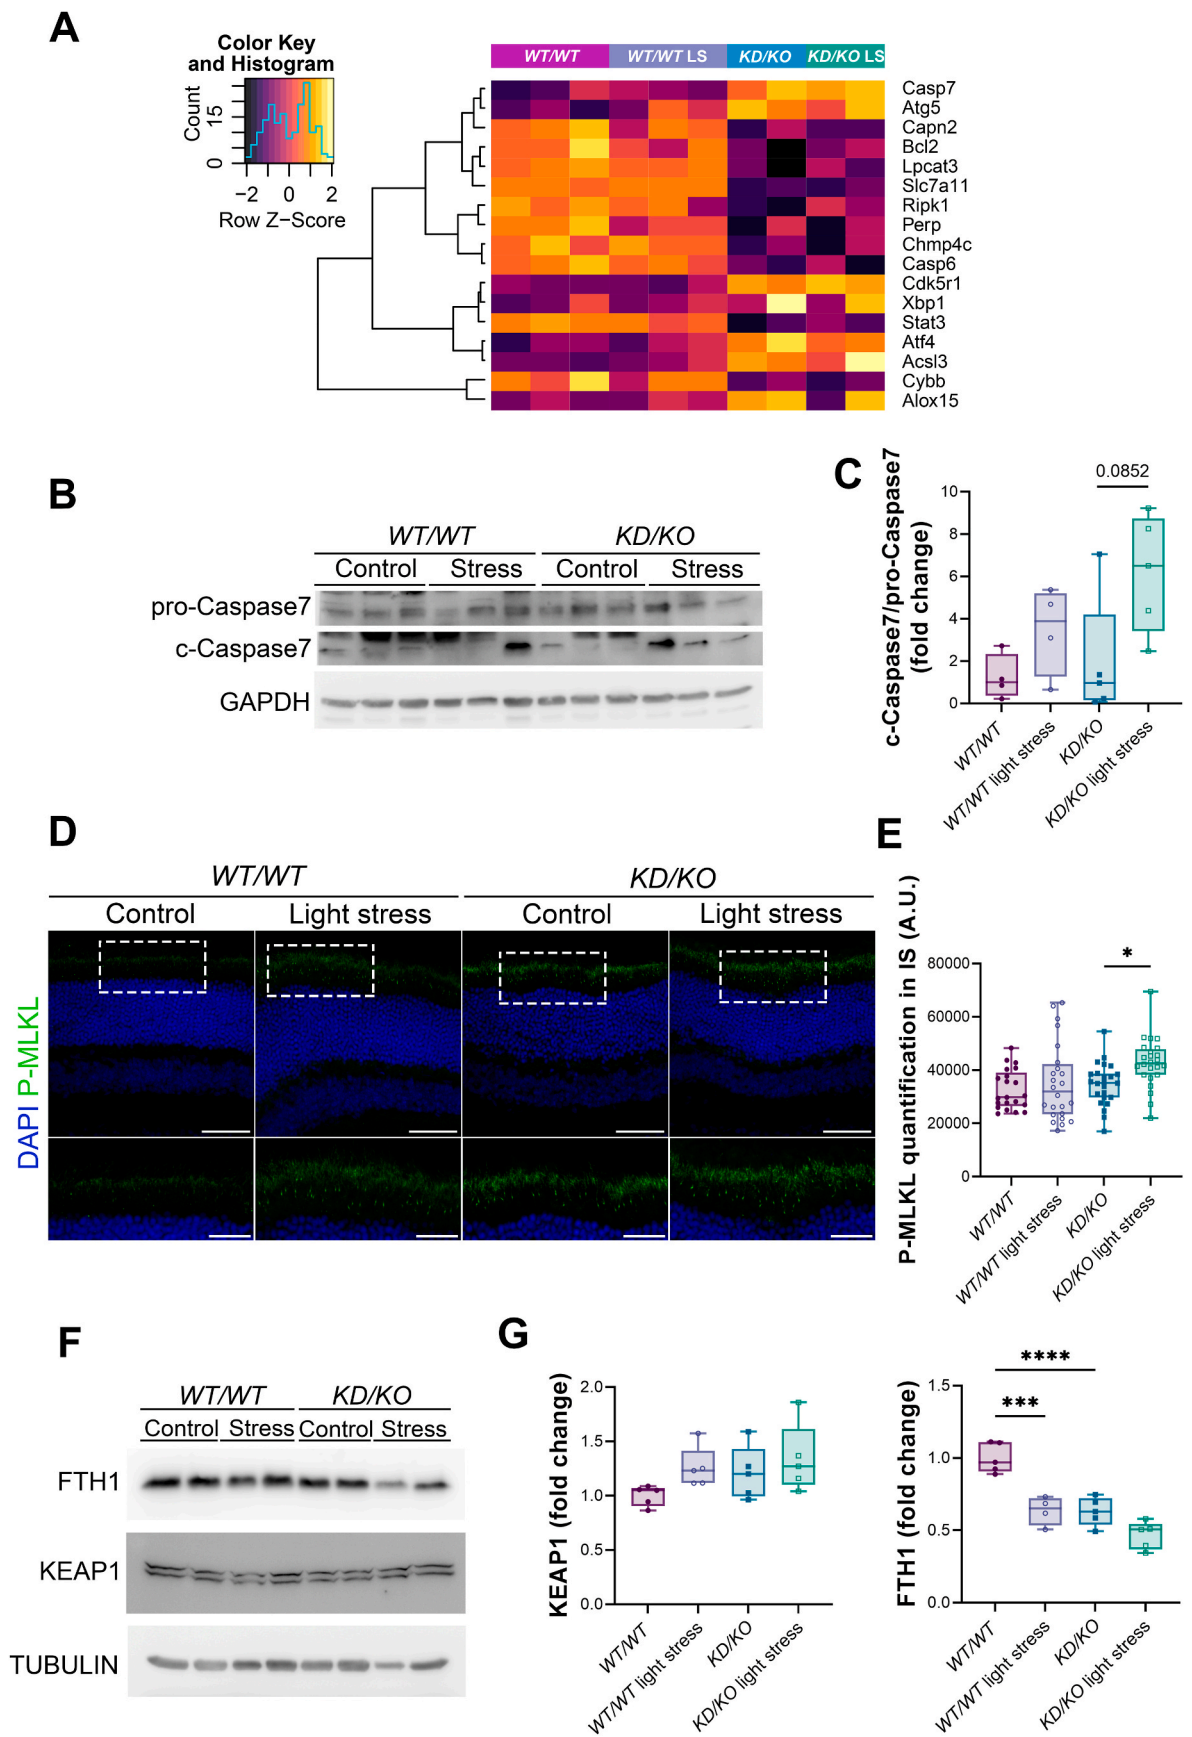 A
Color Key
and Histogram
Count
0 15
−2 0 2
Row Z−Score
WT/WT WT/WT LS KD/KO KD/KO LS
Casp7
Atg5
Capn2
Bcl2
Lpcat3
Slc7a11
Ripk1
Perp
Chmp4c
Casp6
Cdk5r1
Xbp1
Stat3
Atf4
Acsl3
Cybb
Alox15
B
WT/WT KD/KO
Control Stress Control Stress
pro-Caspase7
c-Caspase7
GAPDH
C
c-Caspase7/pro-Caspase7
(fold change)
0.0852
10
8
6
4
2
0
WT/WT
WT/WT light stress
KD/KO
KD/KO light stress
D
WT/WT KD/KO
Control Light stress Control Light stress
DAPI P-MLKL
E
P-MLKL quantification in IS (A.U.)
*
80000
60000
40000
20000
0
WT/WT
WT/WT light stress
KD/KO
KD/KO light stress
F
WT/WT KD/KO
Control Stress Control Stress
FTH1
KEAP1
TUBULIN
G
KEAP1 (fold change)
2.0
1.5
1.0
0.5
0.0
WT/WT
WT/WT light stress
KD/KO
KD/KO light stress
FTH1 (fold change)
****
***
1.5
1.0
0.5
0.0
WT/WT
WT/WT light stress
KD/KO
KD/KO light stress